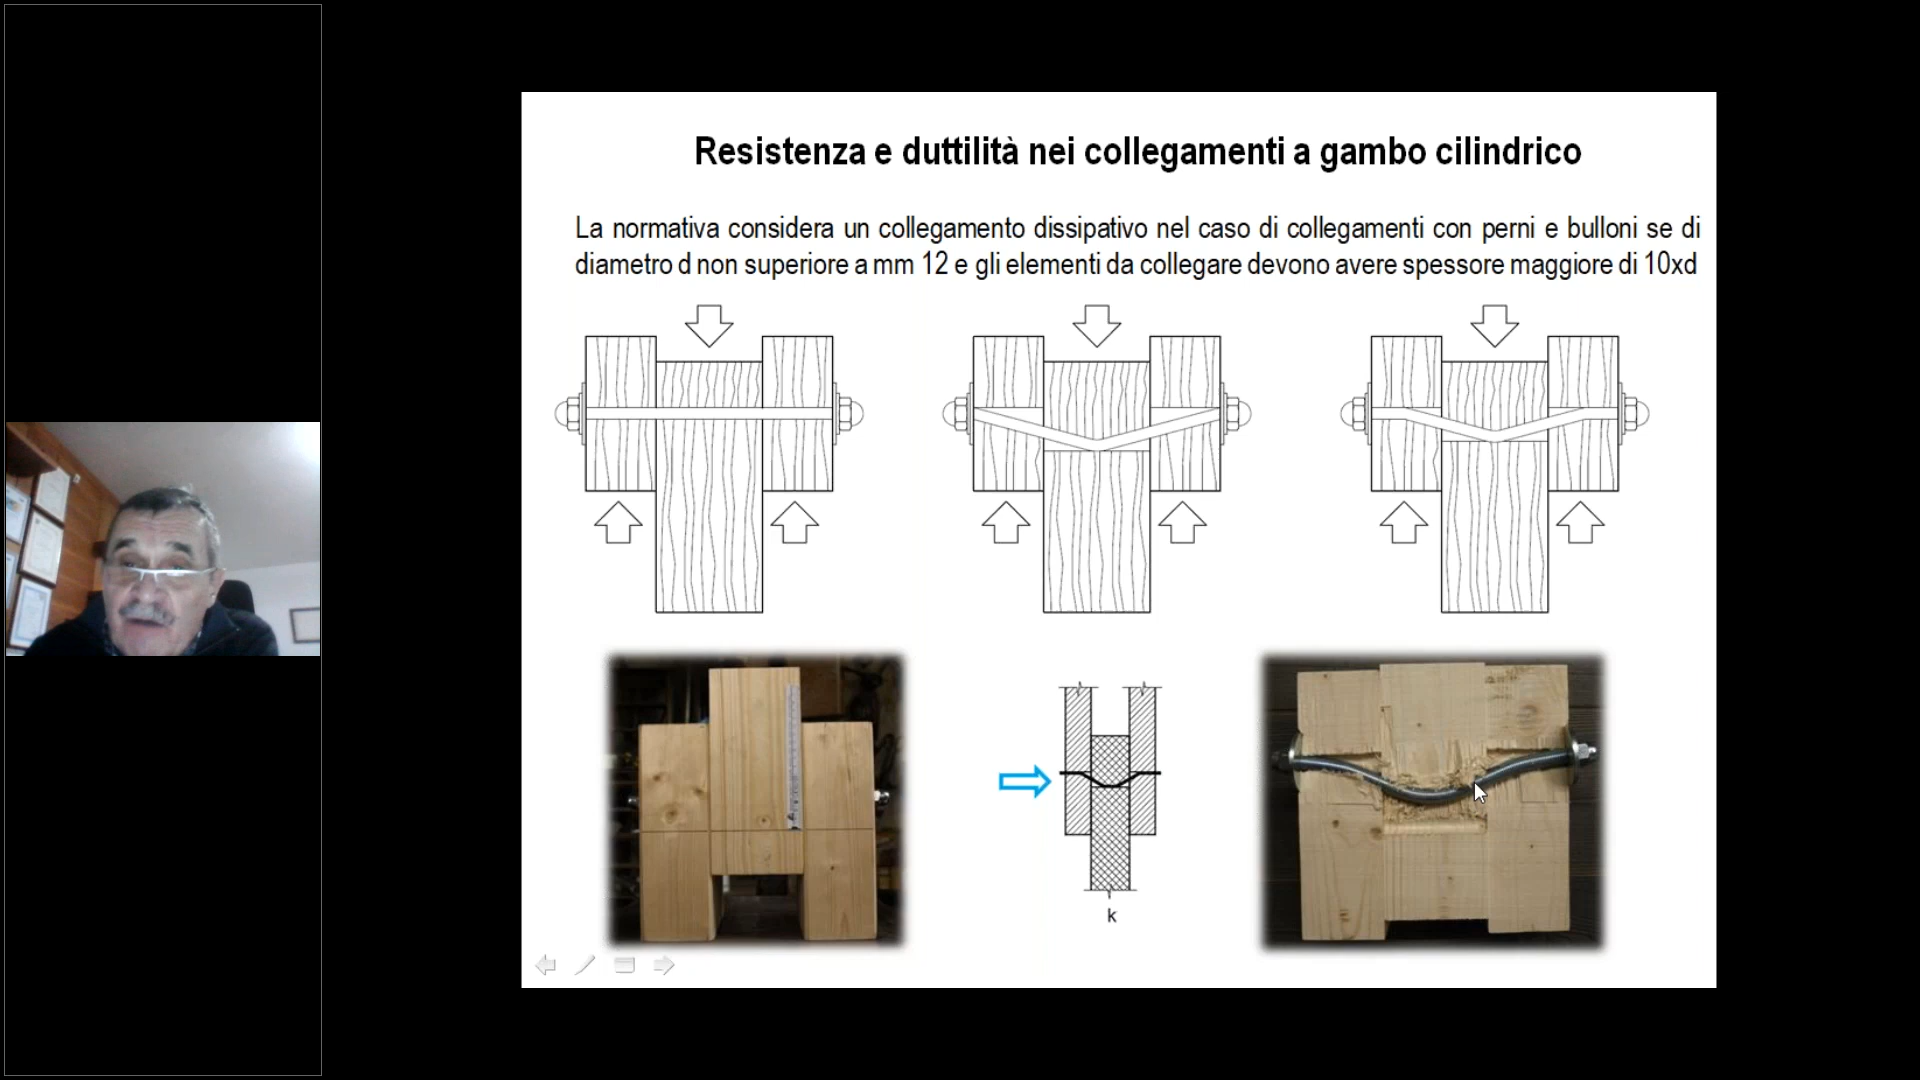 Resistenza e duttilità nei collegamenti a gambo cilindrico
La normativa considera un collegamento dissipativo nel caso di collegamenti con perni e bulloni se di
diametro d non superiore a mm 12 e gli elementi da collegare devono avere spessore maggiore di 10xd
k